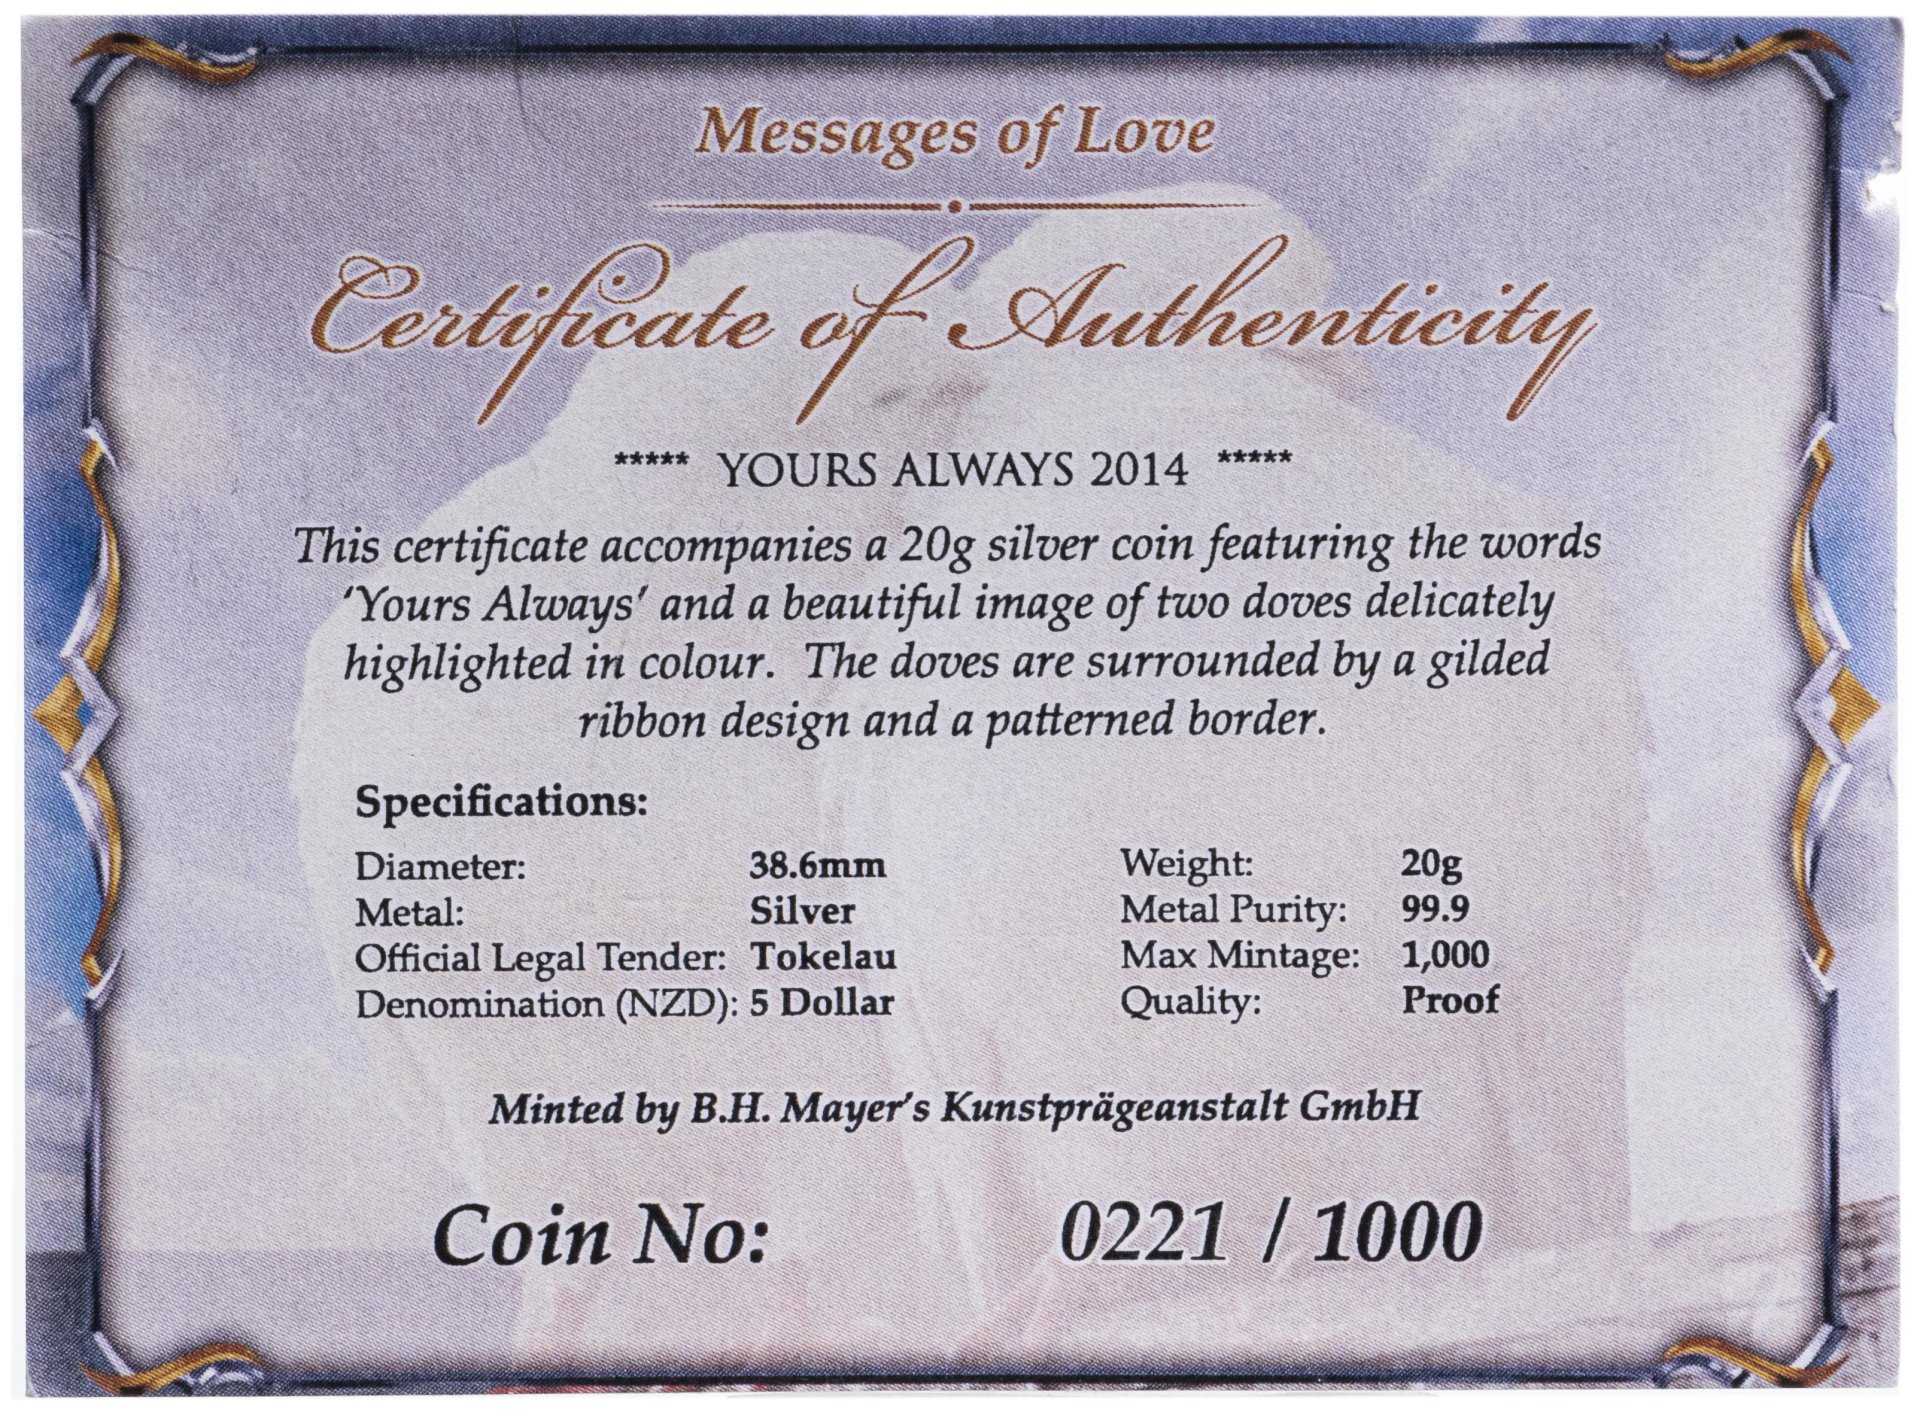 Messages of Love
Certificate of Authenticity
***** YOURS ALWAYS 2014 *****
This certificate accompanies a 20g silver coin featuring the words
'Yours Always' and a beautiful image of two doves delicately
highlighted in colour.  The doves are surrounded by a gilded
ribbon design and a patterned border.
Specifications:
Diameter: 38.6mm Weight: 20g
Metal: Silver Metal Purity: 99.9
Official Legal Tender: Tokelau Max Mintage: 1,000
Denomination (NZD): 5 Dollar Quality: Proof
Minted by B.H. Mayer's Kunstprägeanstalt GmbH
Coin No: 0221 / 1000